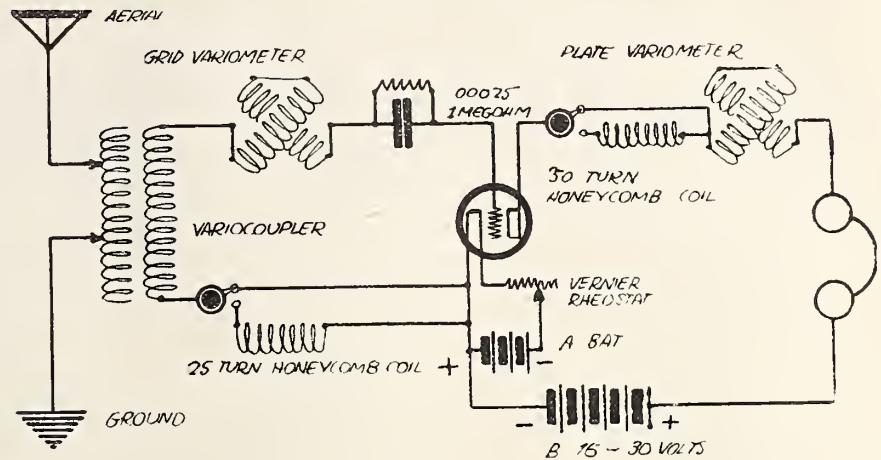 AERIAL
GRID VARIOMETER
PLATE VARIOMETER
00025
1 MEGOHM
30 TURN
HONEYCOMB COIL
VARIOCOUPLER
VERNIER
RHEOSTAT
A BAT
+ -
25 TURN HONEYCOMB COIL
GROUND
- +
B 16 - 30 VOLTS